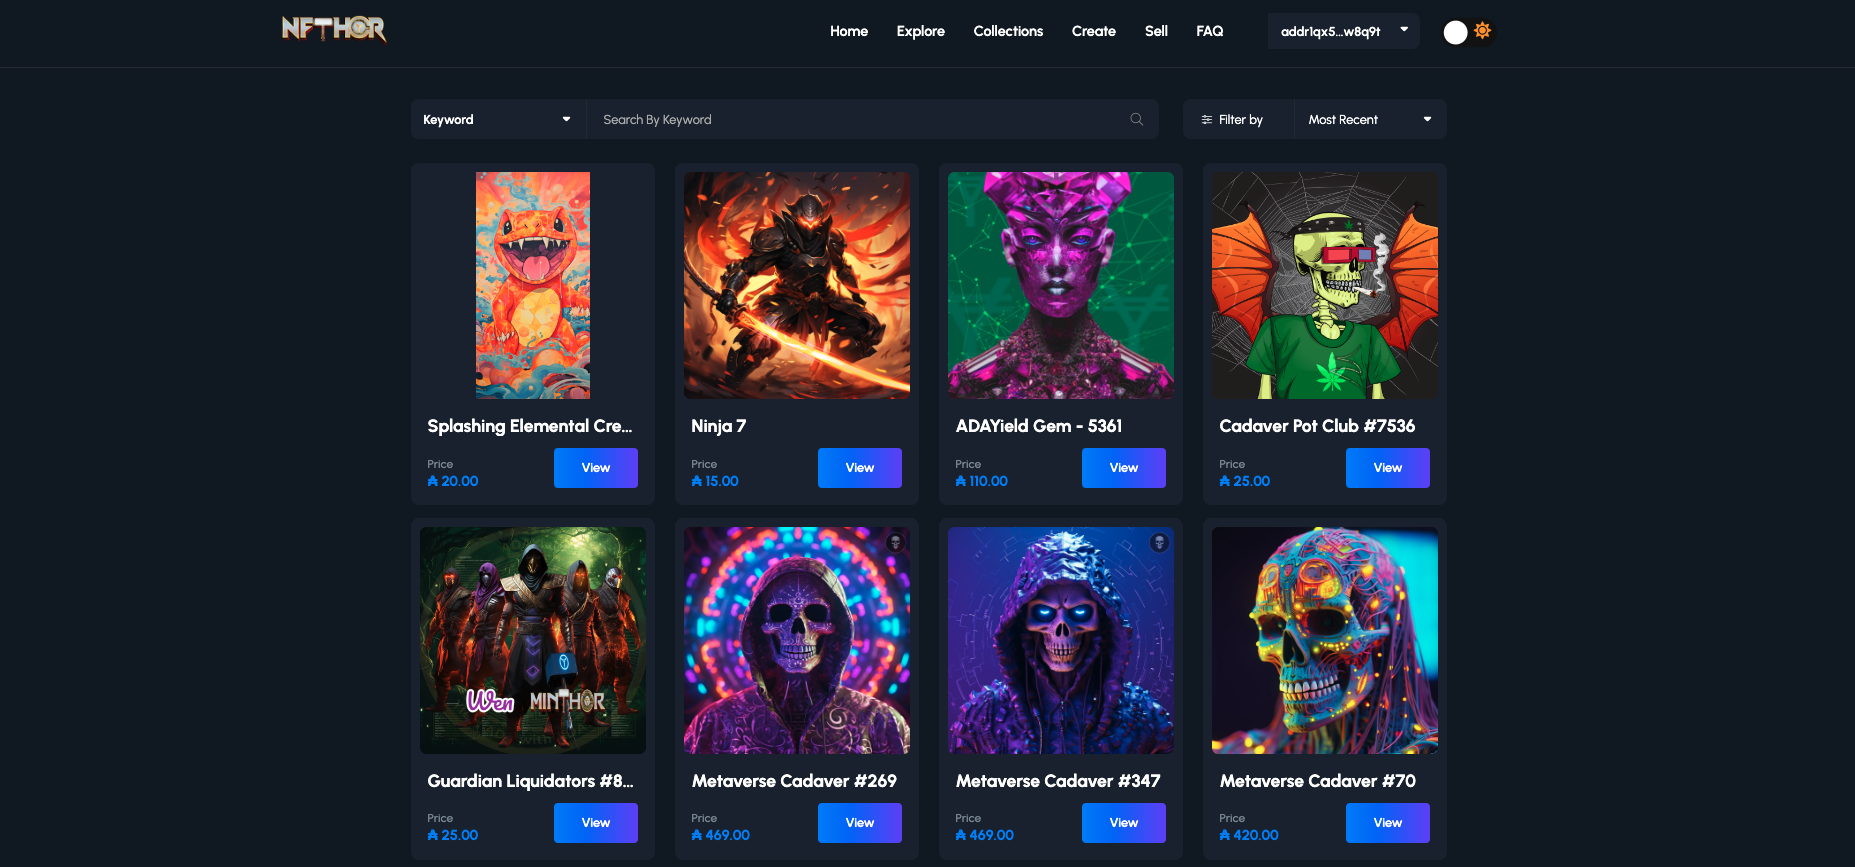 NFTHOR
Home Explore Collections Create Sell FAQ addr1qx5...w8q9t
Keyword Search By Keyword Filter by Most Recent
Splashing Elemental Cre... Ninja 7 ADAYield Gem - 5361 Cadaver Pot Club #7536
Price Price Price Price
View View View View
₳ 20.00 ₳ 15.00 ₳ 110.00 ₳ 25.00
Wen MINTHOR
Guardian Liquidators #8... Metaverse Cadaver #269 Metaverse Cadaver #347 Metaverse Cadaver #70
Price Price Price Price
View View View View
₳ 25.00 ₳ 469.00 ₳ 469.00 ₳ 420.00